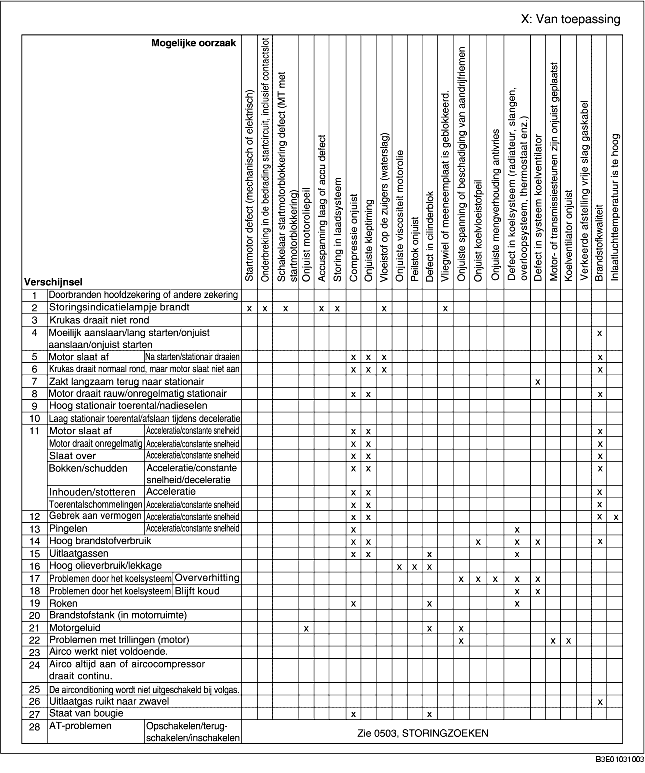 X: Van toepassing
Mogelijke oorzaak
Verschijnsel
Startmotor defect (mechanisch of elektrisch)
Onderbreking in de bedrading startcircuit, inclusief contactslot
Schakelaar startmotorblokkering defect (MT met
startmotorblokkering)
Onjuist motoroliepeil
Accuspanning laag of accu defect
Storing in laadsysteem
Compressie onjuist
Onjuiste kleptiming
Vloeistof op de zuigers (waterslag)
Onjuiste viscositeit motorolie
Peilstok onjuist
Defect in cilinderblok
Vliegwiel of meeneemplaat is geblokkeerd.
Onjuiste spanning of beschadiging van aandrijfriemen
Onjuist koelvloeistofpeil
Onjuiste mengverhouding antivries
Defect in koelsysteem (radiateur, slangen,
overloopsysteem, thermostaat enz.)
Defect in systeem koelventilator
Motor- of transmissiesteunen zijn onjuist geplaatst
Koelventilator onjuist
Verkeerde afstelling vrije slag gaskabel
Brandstofkwaliteit
Inlaatluchttemperatuur is te hoog
1 Doorbranden hoofdzekering of andere zekering
2 Storingsindicatielampje brandt x x x x x x x
3 Krukas draait niet rond
4 Moeilijk aanslaan/lang starten/onjuist x
aanslaan/onjuist starten
5 Motor slaat af Na starten/stationair draaien x x x x
6 Krukas draait normaal rond, maar motor slaat niet aan x x x x
7 Zakt langzaam terug naar stationair x
8 Motor draait rauw/onregelmatig stationair x x x
9 Hoog stationair toerental/nadieselen
10 Laag stationair toerental/afslaan tijdens deceleratie
11 Motor slaat af Acceleratie/constante snelheid x x x
Motor draait onregelmatig Acceleratie/constante snelheid x x x
Slaat over Acceleratie/constante snelheid x x x
Bokken/schudden Acceleratie/constante x x x
snelheid/deceleratie
Inhouden/stotteren Acceleratie x x x
Toerentalschommelingen Acceleratie/constante snelheid x x x
12 Gebrek aan vermogen Acceleratie/constante snelheid x x x x
13 Pingelen Acceleratie/constante snelheid x x
14 Hoog brandstofverbruik x x x x x x
15 Uitlaatgassen x x x x
16 Hoog olieverbruik/lekkage x x x
17 Problemen door het koelsysteem Oververhitting x x x x x
18 Problemen door het koelsysteem Blijft koud x x
19 Roken x x x
20 Brandstofstank (in motorruimte)
21 Motorgeluid x x x
22 Problemen met trillingen (motor) x x x
23 Airco werkt niet voldoende.
24 Airco altijd aan of aircocompressor
draait continu.
25 De airconditioning wordt niet uitgeschakeld bij volgas.
26 Uitlaatgas ruikt naar zwavel x
27 Staat van bougie x x
28 AT-problemen Opschakelen/terug-
schakelen/inschakelen
Zie 0503, STORINGZOEKEN
B3E01031003